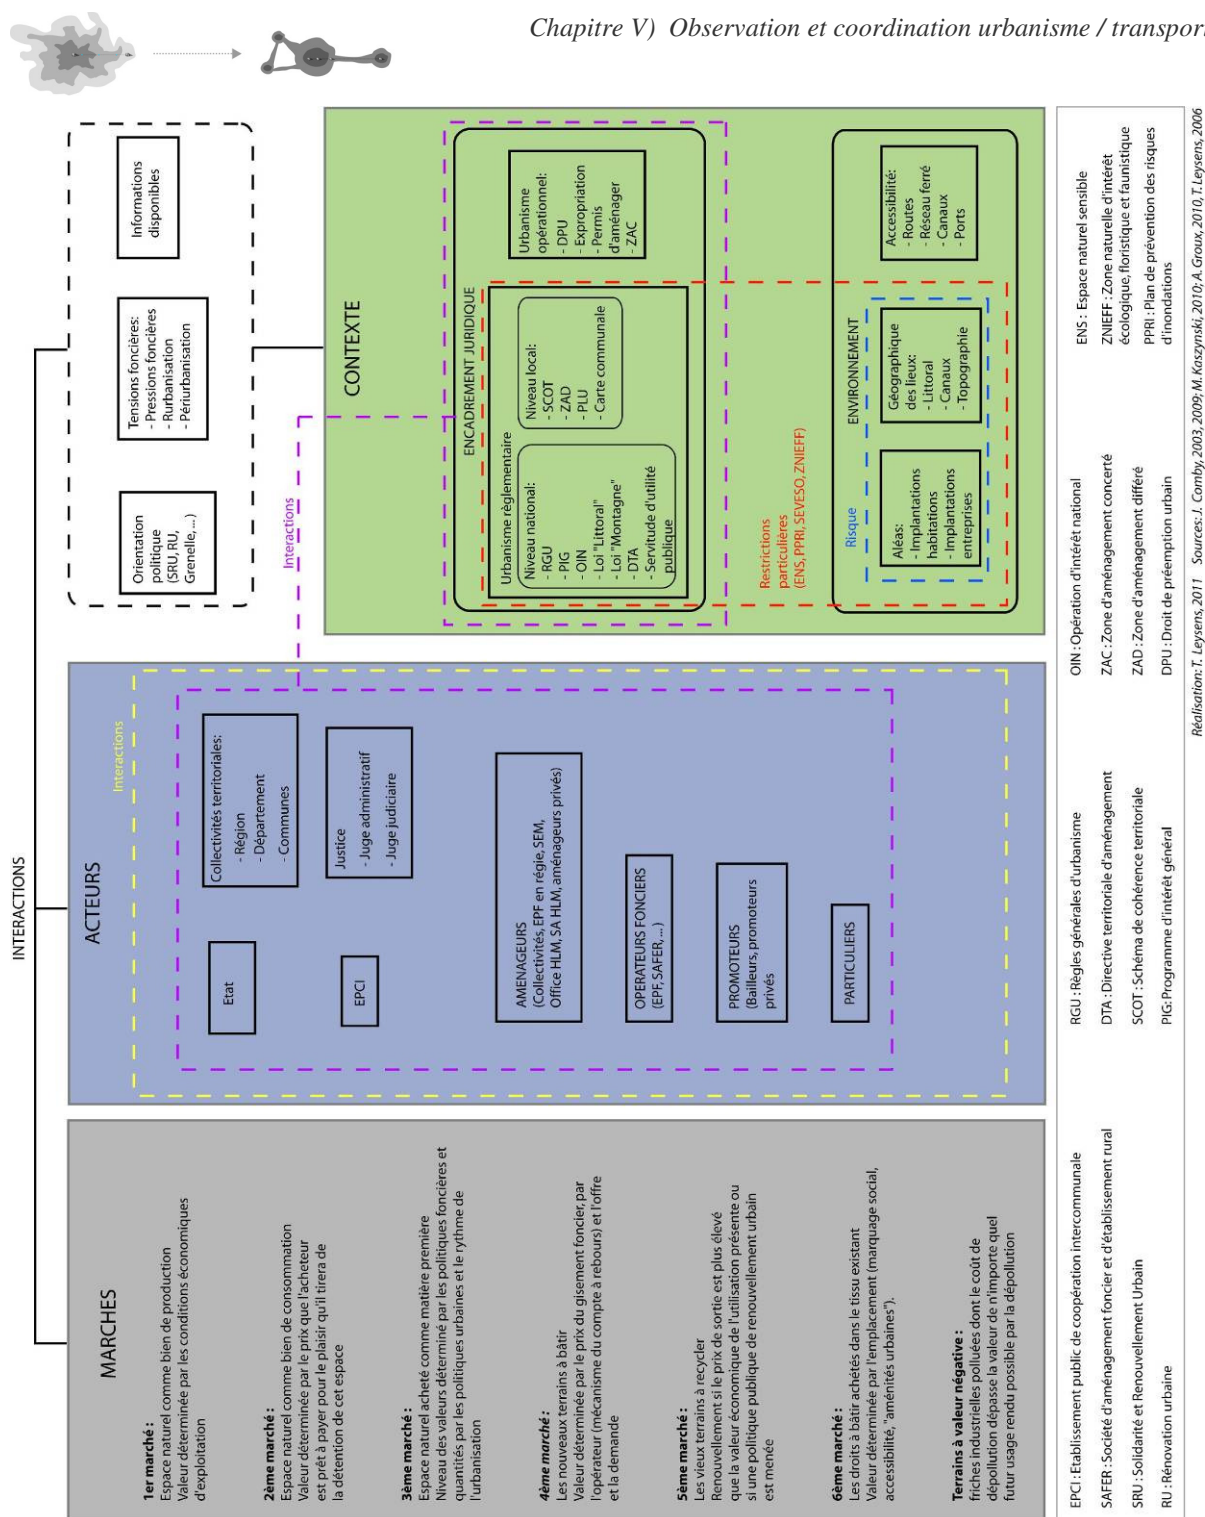 Chapitre V)  Observation et coordination urbanisme / transpor
INTERACTIONS
MARCHES
1er marché :
Espace naturel comme bien de production
Valeur déterminée par les conditions économiques
d'exploitation
2ème marché :
Espace naturel comme bien de consommation
Valeur déterminée par le prix que l'acheteur
est prêt à payer pour le plaisir qu'il tirera de
la détention de cet espace
3ème marché :
Espace naturel acheté comme matière première
Niveau des valeurs déterminé par les politiques foncières et
quantités par les politiques urbaines et le rythme de
l'urbanisation
4ème marché :
Les nouveaux terrains à bâtir
Valeur déterminée par le prix du gisement foncier, par
l'opérateur (mécanisme du compte à rebours) et l'offre
et la demande
5ème marché :
Les vieux terrains à recycler
Renouvellement si le prix de sortie est plus élevé
que la valeur économique de l'utilisation présente ou
si une politique publique de renouvellement urbain
est menée
6ème marché :
Les droits à bâtir achétés dans le tissu existant
Valeur déterminée par l'emplacement (marquage social,
accessibilité, "aménités urbaines").
Terrains à valeur négative :
friches industrielles polluées dont le coût de
dépollution dépasse la valeur de n'importe quel
futur usage rendu possible par la dépollution
ACTEURS
Interactions
Etat
Collectivités territoriales:
- Région
- Département
- Communes
EPCI
Justice
- Juge administratif
- Juge judiciaire
AMENAGEURS
(Collectivités, EPF en régie, SEM,
Office HLM, SA HLM, aménageurs privés)
OPERATEURS FONCIERS
(EPF, SAFER, ...)
PROMOTEURS
(Bailleurs, promoteurs
privés
PARTICULIERS
Orientation
politique
(SRU, RU,
Grenelle, ...)
Tensions foncières:
- Pressions foncières
- Rurbanisation
- Périurbanisation
Informations
disponibles
Interactions
CONTEXTE
ENCADREMENT JURIDIQUE
Urbanisme règlementaire
Niveau national:
- RGU
- PIG
- OIN
- Loi "Littoral"
- Loi "Montagne"
- DTA
- Servitude d'utilité
publique
Niveau local:
- SCOT
- ZAD
- PLU
- Carte communale
Urbanisme
opérationnel:
- DPU
- Expropriation
- Permis
d'aménager
- ZAC
Restrictions
particulières
(ENS, PPRI, SEVESO, ZNIEFF)
Risque
ENVIRONNEMENT
Aléas:
- Implantations
habitations
- Implantations
entreprises
Géographique
des lieux:
- Littoral
- Canaux
- Topographie
Accessibilité:
- Routes
- Réseau ferré
- Canaux
- Ports
EPCI : Etablissement public de coopération intercommunale
SAFER : Société d'aménagement foncier et d'établissement rural
SRU : Solidarité et Renouvellement Urbain
RU : Rénovation urbaine
RGU : Règles générales d'urbanisme
DTA : Directive territoriale d'aménagement
SCOT : Schéma de cohérence territoriale
PIG: Programme d'intérêt général
OIN : Opération d'intérêt national
ZAC : Zone d'aménagement concerté
ZAD : Zone d'aménagement différé
DPU : Droit de préemption urbain
ENS : Espace naturel sensible
ZNIEFF : Zone naturelle d'intérêt
écologique, floristique et faunistique
PPRI : Plan de prévention des risques
d'inondations
Réalisation: T. Leysens, 2011   Sources: J. Comby, 2003, 2009; M. Kaszynski, 2010; A. Groux, 2010, T. Leysens, 2006